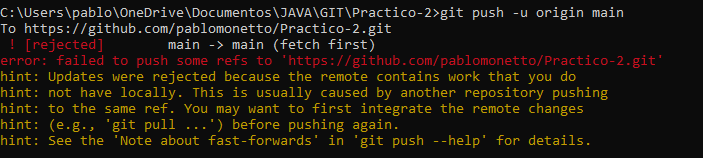 C:\Users\pablo\OneDrive\Documentos\JAVA\GIT\Practico-2>git push -u origin main
To https://github.com/pablomonetto/Practico-2.git
 ! [rejected]        main -> main (fetch first)
error: failed to push some refs to 'https://github.com/pablomonetto/Practico-2.git'
hint: Updates were rejected because the remote contains work that you do
hint: not have locally. This is usually caused by another repository pushing
hint: to the same ref. You may want to first integrate the remote changes
hint: (e.g., 'git pull ...') before pushing again.
hint: See the 'Note about fast-forwards' in 'git push --help' for details.